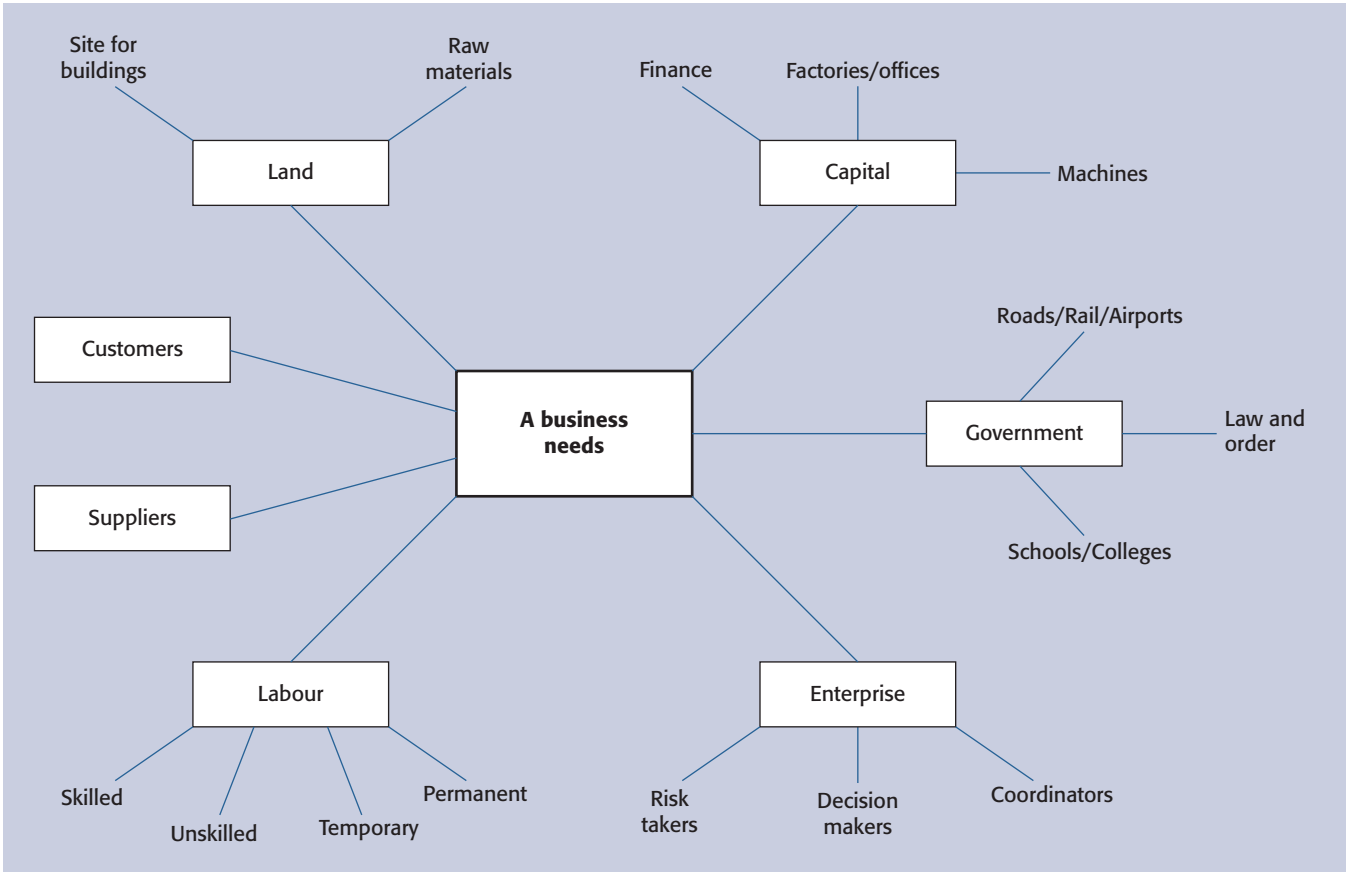 Site for
buildings
Raw
materials
Land
Finance
Factories/offices
Capital
Machines
Customers
Suppliers
A business
needs
Roads/Rail/Airports
Government
Law and
order
Schools/Colleges
Labour
Skilled
Unskilled
Temporary
Permanent
Enterprise
Risk
takers
Decision
makers
Coordinators